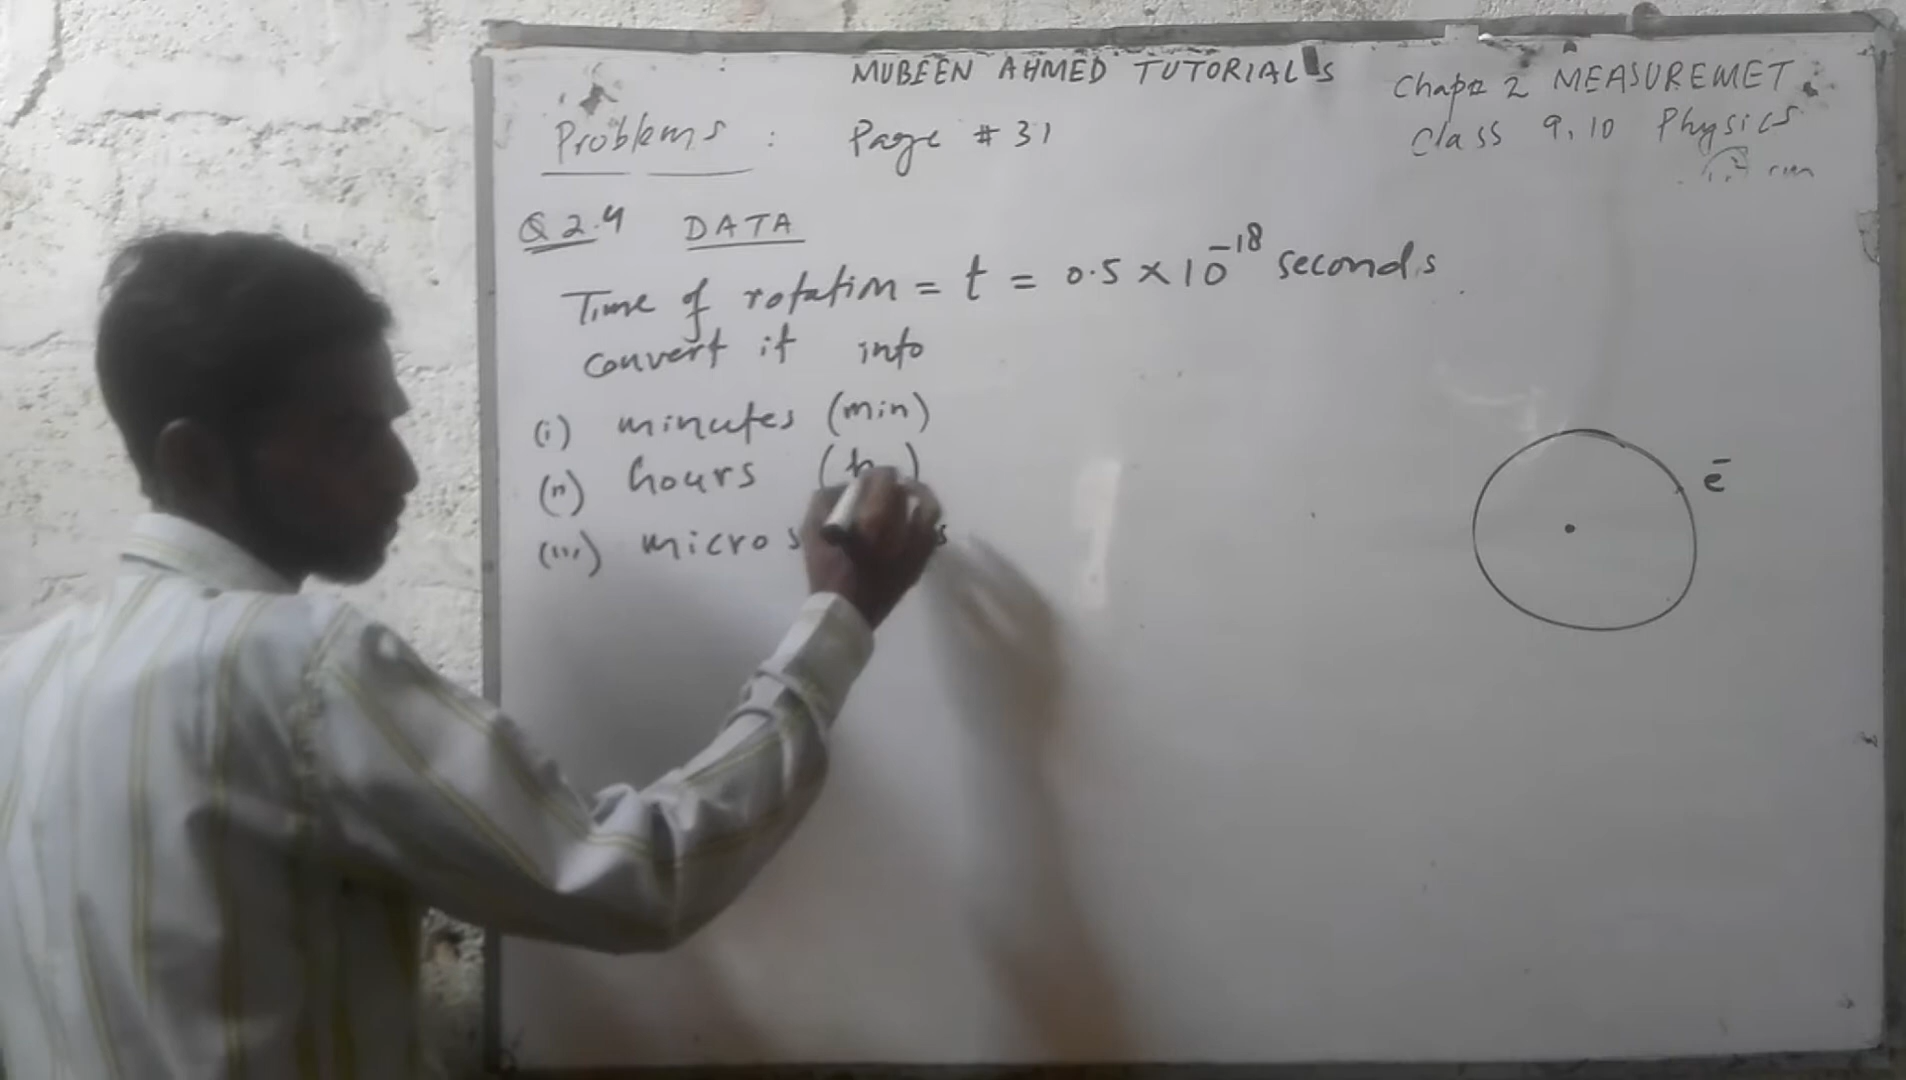 MUBEEN AHMED TUTORIALS
Chapte 2 MEASUREMET
Class 9,10 Physics
Problems : Page # 31
Q 2.4 DATA
Time of rotation = t = 0.5 × 10⁻¹⁸ seconds
convert it into
(i) minutes (min)
(ii) hours (h )
(iii) micro s
e⁻